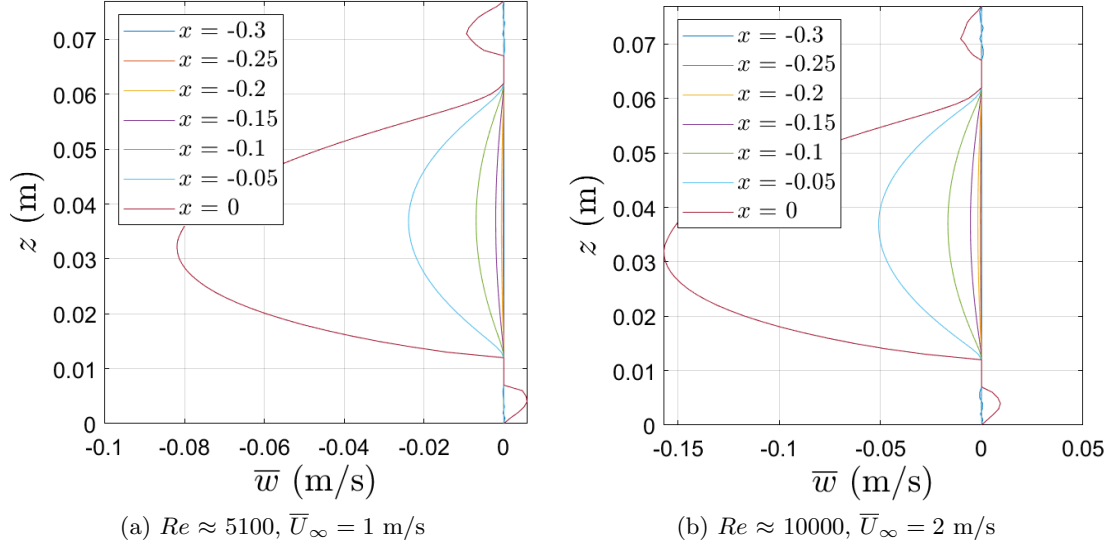 x = -0.3
x = -0.25
x = -0.2
x = -0.15
x = -0.1
x = -0.05
x = 0
0.07
0.06
0.05
0.04
0.03
0.02
0.01
0
z (m)
-0.1 -0.08 -0.06 -0.04 -0.02 0
w̅ (m/s)
(a) Re ≈ 5100, U̅∞ = 1 m/s
x = -0.3
x = -0.25
x = -0.2
x = -0.15
x = -0.1
x = -0.05
x = 0
0.07
0.06
0.05
0.04
0.03
0.02
0.01
0
z (m)
-0.15 -0.1 -0.05 0 0.05
w̅ (m/s)
(b) Re ≈ 10000, U̅∞ = 2 m/s